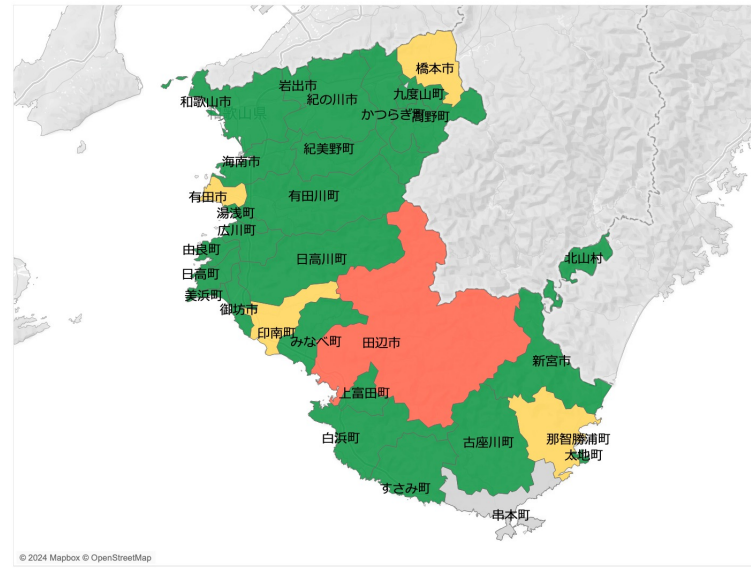 橋本市
岩出市
和歌山市
紀の川市
九度山町
和歌山県
かつらぎ町
高野町
紀美野町
海南市
有田市
有田川町
湯浅町
広川町
由良町
日高川町
北山村
日高町
美浜町
御坊市
印南町
みなべ町
田辺市
新宮市
上富田町
白浜町
古座川町
那智勝浦町
太地町
すさみ町
串本町
© 2024 Mapbox © OpenStreetMap